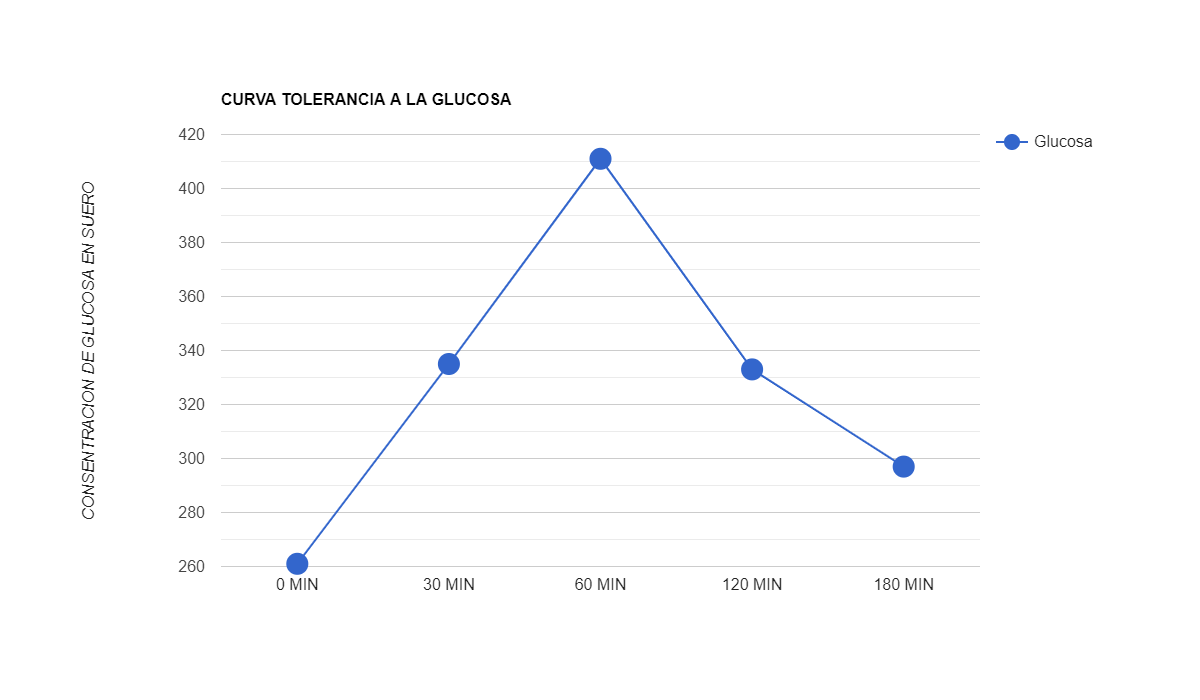 CURVA TOLERANCIA A LA GLUCOSA
Glucosa
CONSENTRACION DE GLUCOSA EN SUERO
420
400
380
360
340
320
300
280
260
0 MIN
30 MIN
60 MIN
120 MIN
180 MIN